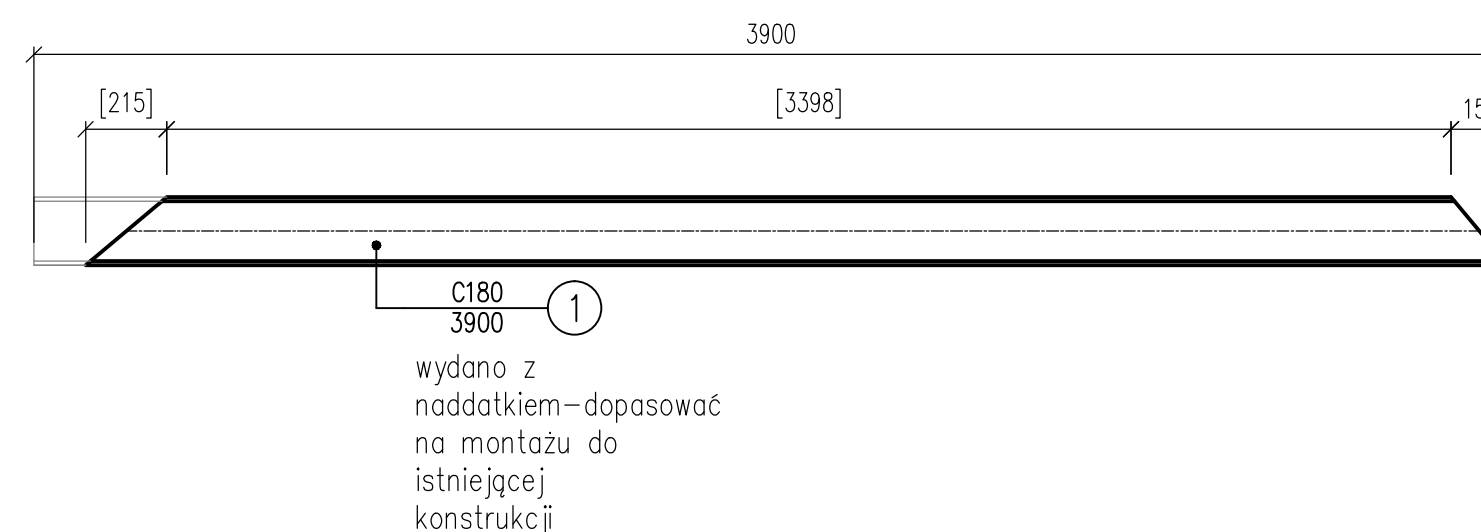 3900
[215]
[3398]
C180
3900
1
wydano z
naddatkiem-dopasować
na montażu do
istniejącej
konstrukcji